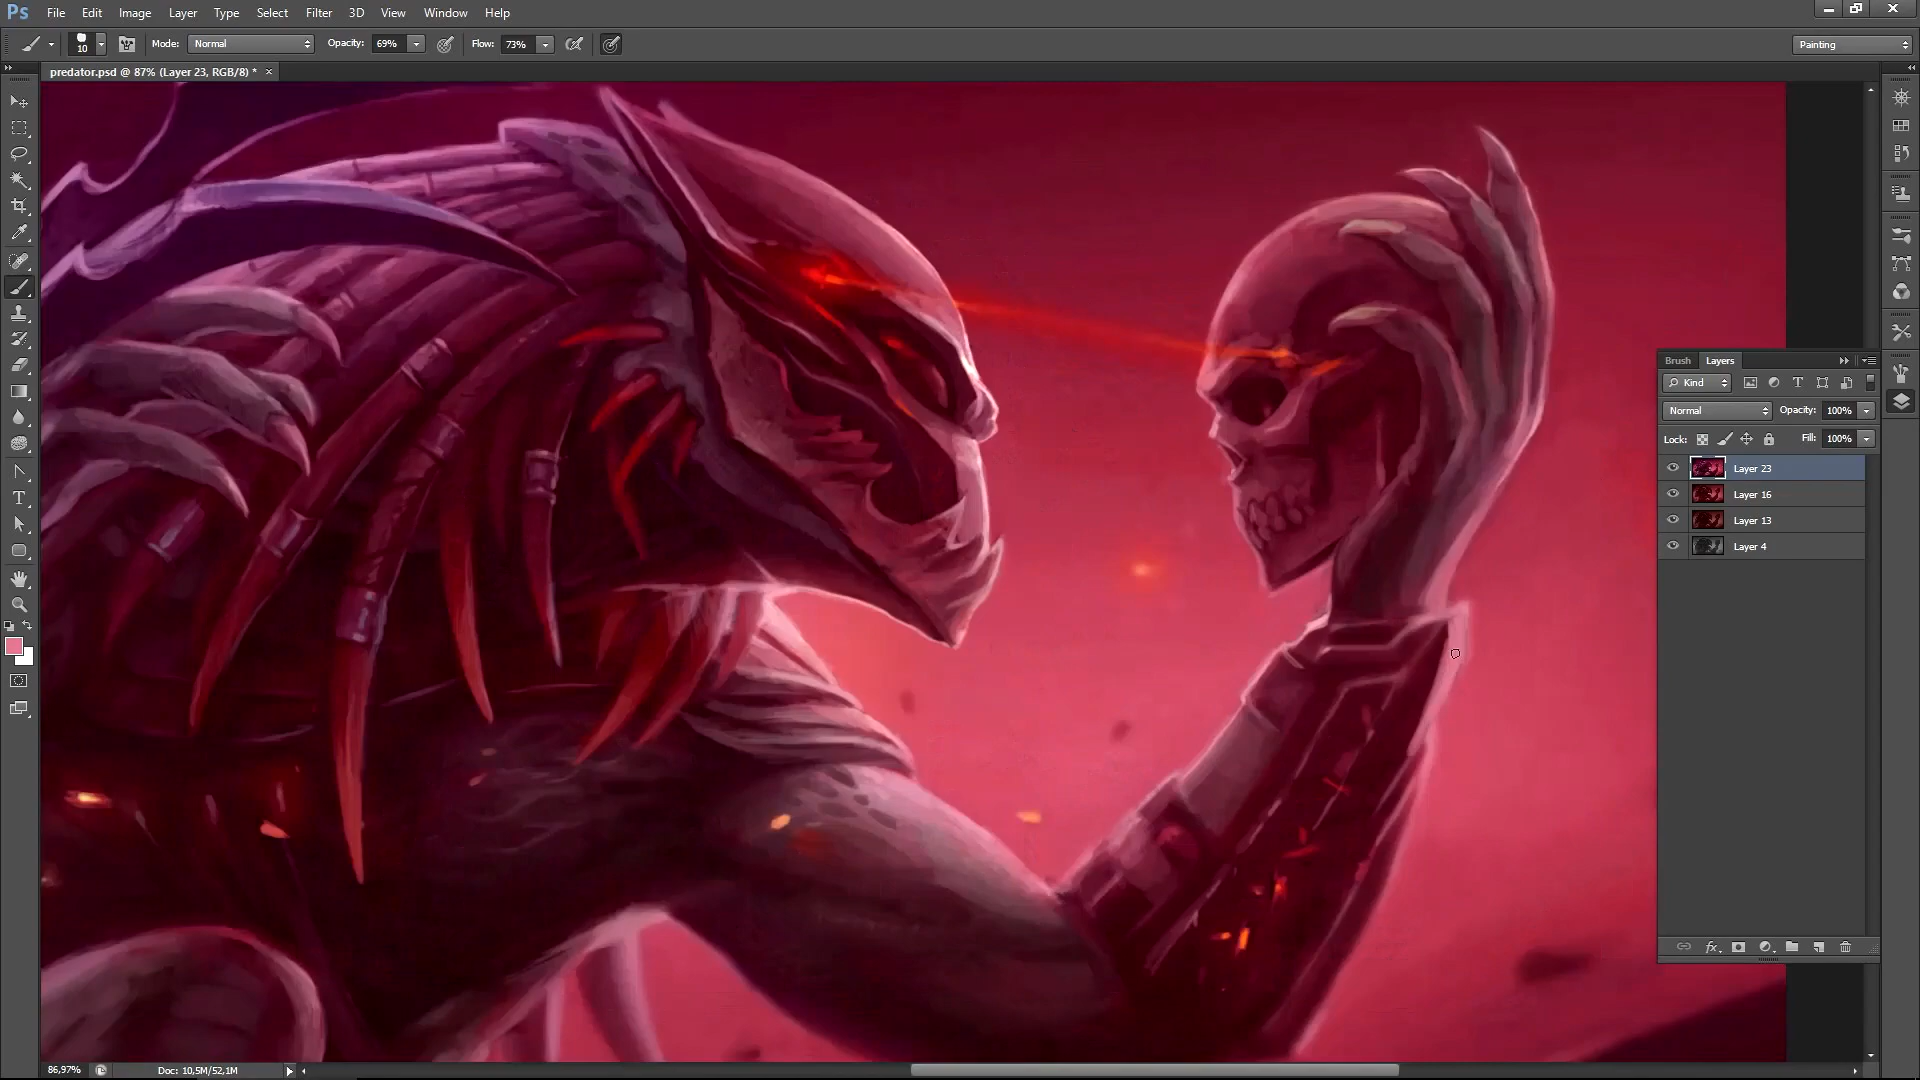 Ps File Edit Image Layer Type Select Filter 3D View Window Help
10 Mode: Normal Opacity: 69% Flow: 73% Painting
predator.psd @ 87% (Layer 23, RGB/8) * ×
Brush Layers
Kind
Normal Opacity: 100%
Lock: Fill: 100%
Layer 23
Layer 16
Layer 13
Layer 4
86,97% Doc: 10,5M/52,1M